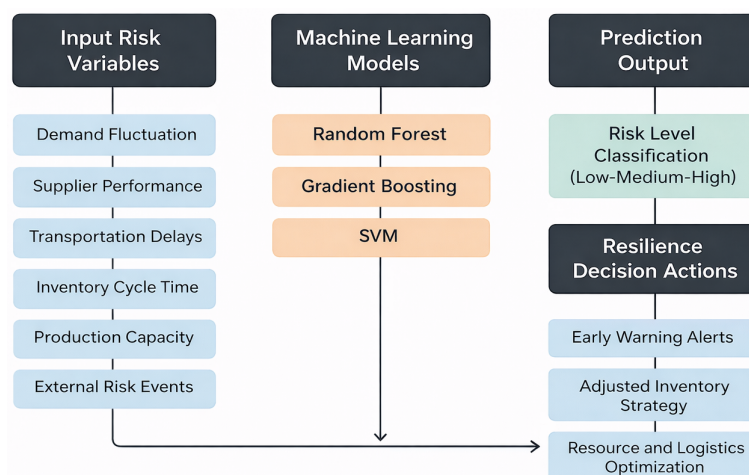 Input Risk
Variables
Demand Fluctuation
Supplier Performance
Transportation Delays
Inventory Cycle Time
Production Capacity
External Risk Events
Machine Learning
Models
Random Forest
Gradient Boosting
SVM
Prediction
Output
Risk Level
Classification
(Low-Medium-High)
Resilience
Decision Actions
Early Warning Alerts
Adjusted Inventory
Strategy
Resource and Logistics
Optimization